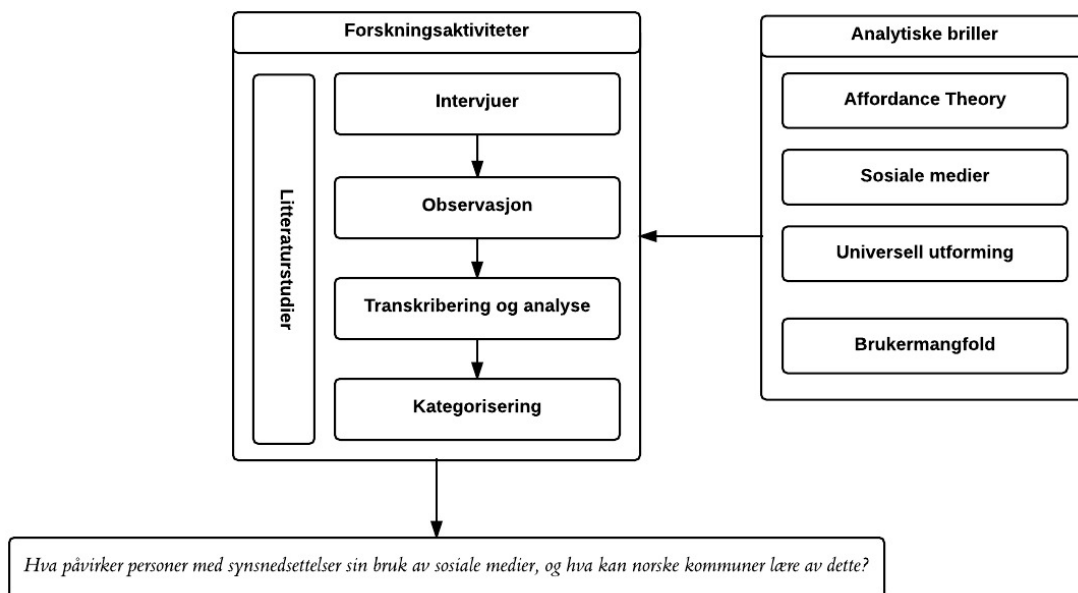 Forskningsaktiviteter
Litteraturstudier
Intervjuer
Observasjon
Transkribering og analyse
Kategorisering
Analytiske briller
Affordance Theory
Sosiale medier
Universell utforming
Brukermangfold
Hva påvirker personer med synsnedsettelser sin bruk av sosiale medier, og hva kan norske kommuner lære av dette?